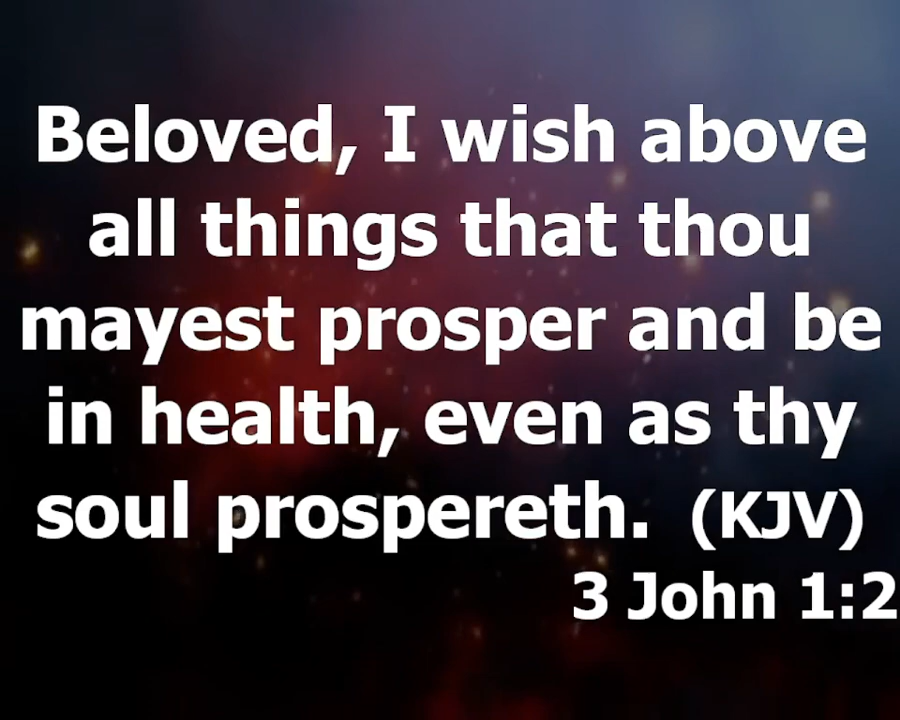 Beloved, I wish above
all things that thou
mayest prosper and be
in health, even as thy
soul prospereth. (KJV)
3 John 1:2